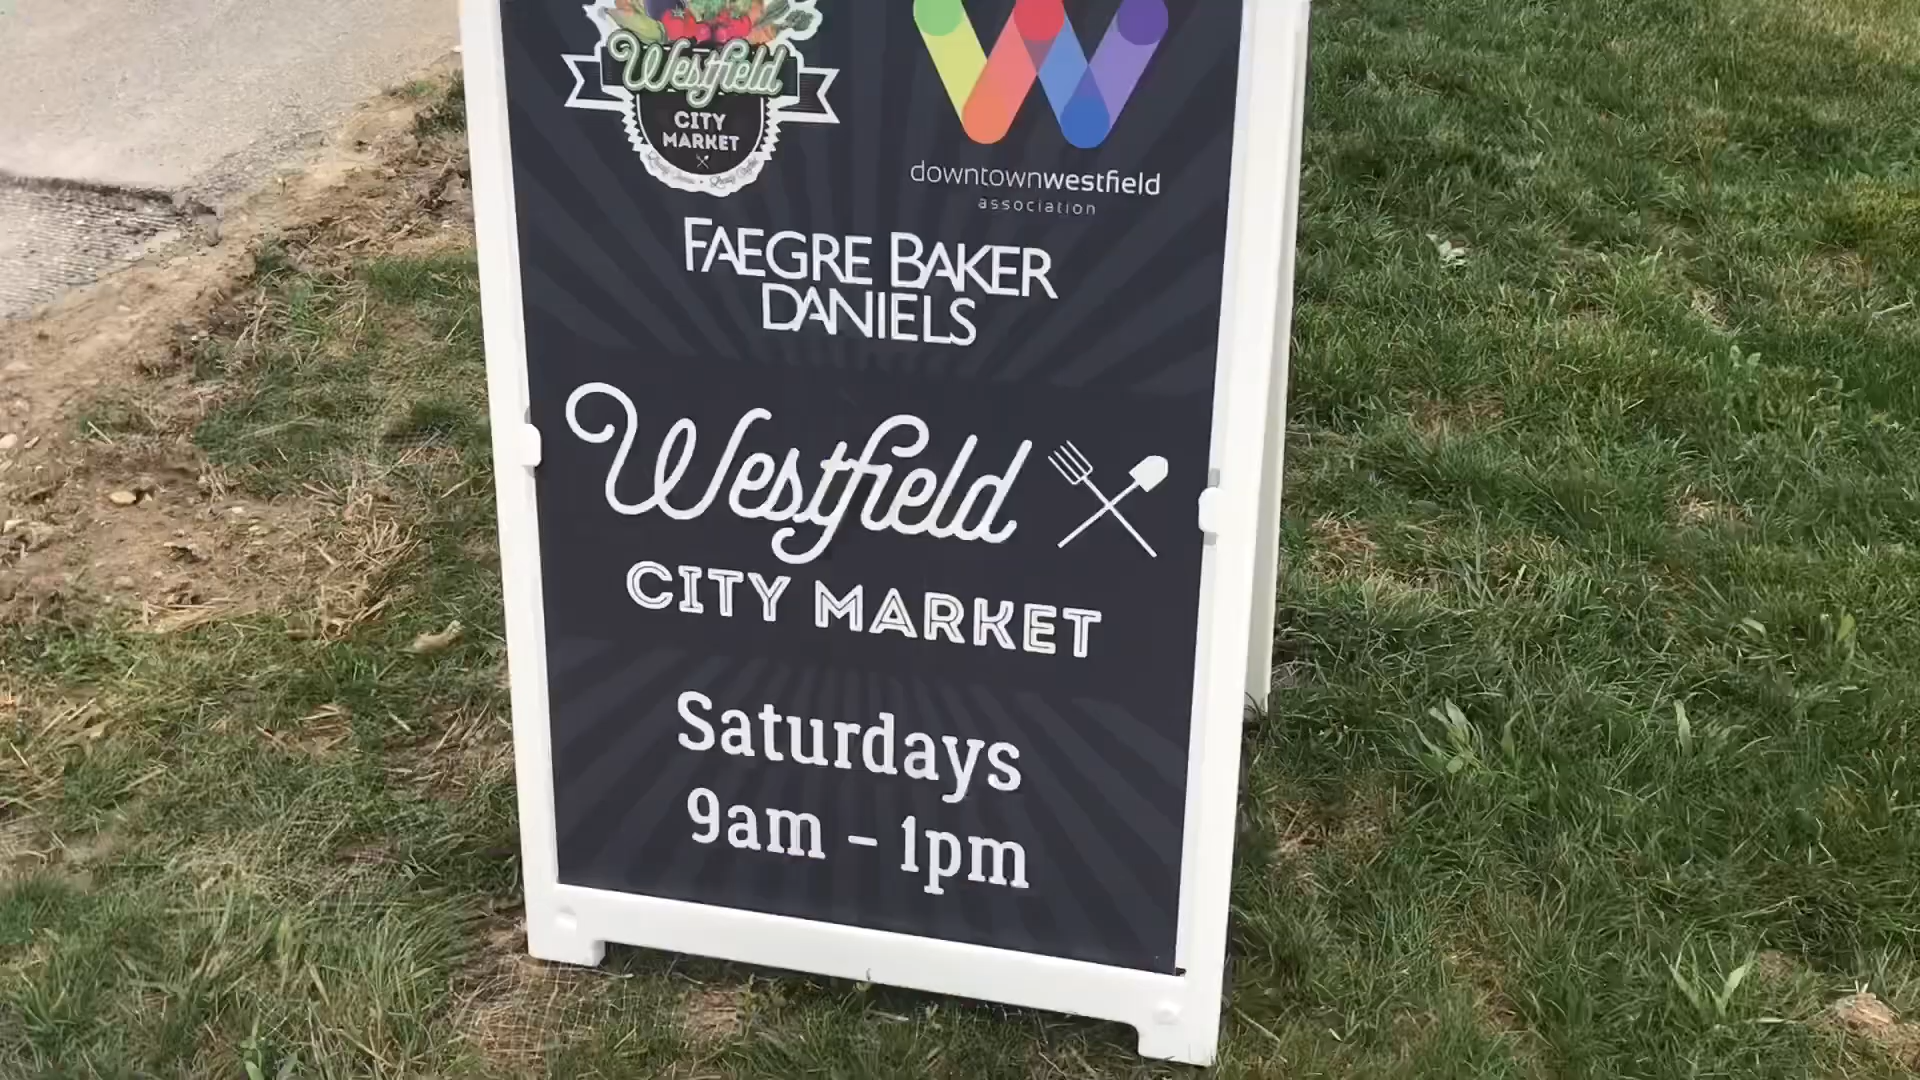 Westfield
CITY
MARKET
downtownwestfield
association
FAEGRE BAKER
DANIELS
Westfield
CITY MARKET
Saturdays
9am – 1pm